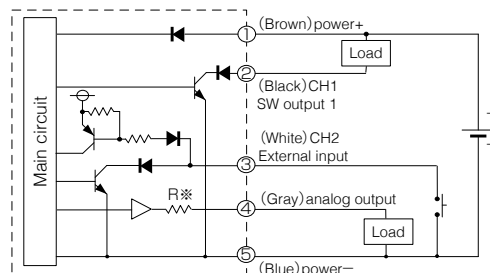 Main circuit
R※
① (Brown) power+
Load
②
(Black) CH1
SW output 1
(White) CH2
③ External input
④ (Gray) analog output
Load
⑤
(Blue) power−